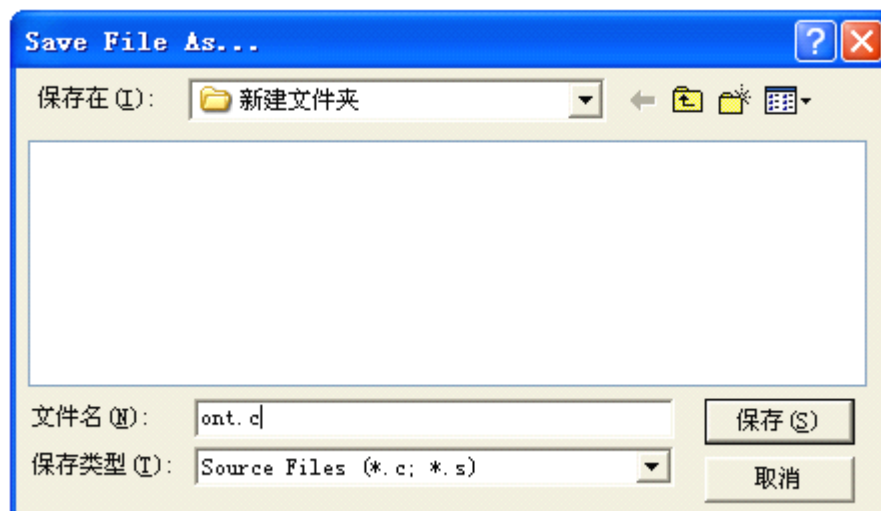 Save File As...
保存在(I):
新建文件夹
文件名(N):
ont.c
保存(S)
保存类型(T):
Source Files (*.c; *.s)
取消